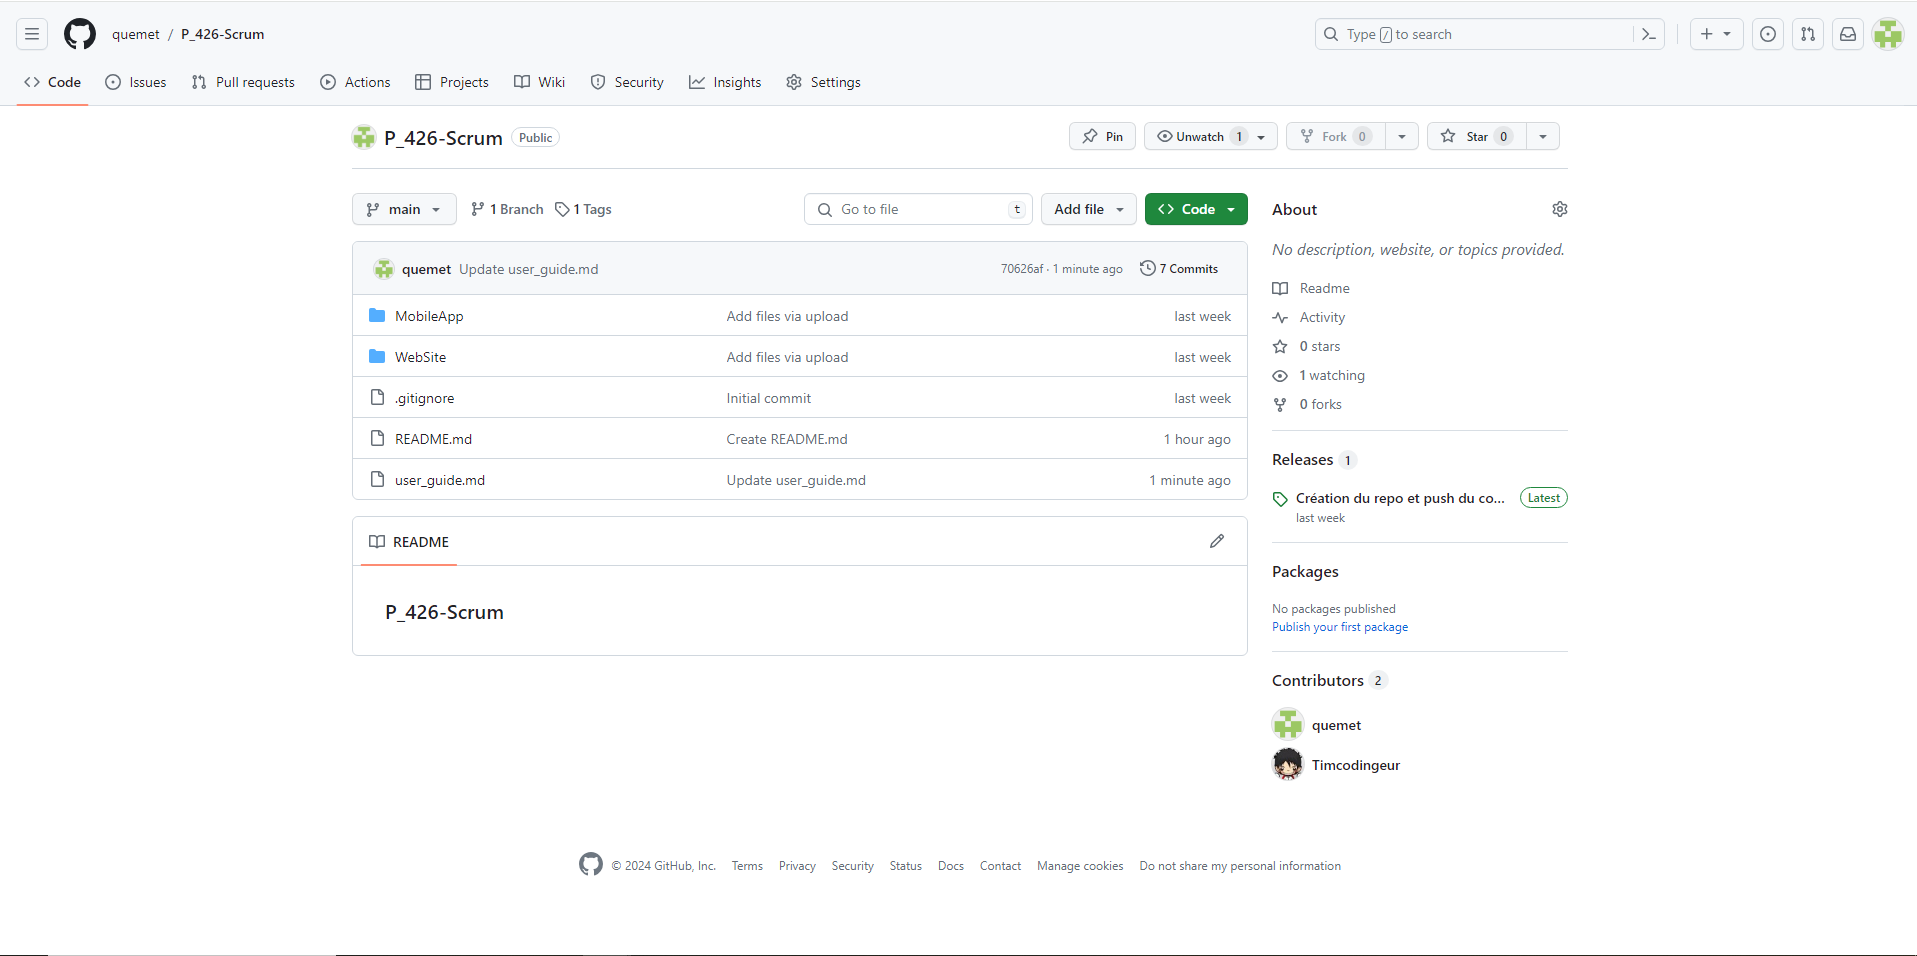 quemet / P_426-Scrum
Type / to search
Code Issues Pull requests Actions Projects Wiki Security Insights Settings
P_426-Scrum Public
Pin Unwatch 1 Fork 0 Star 0
main 1 Branch 1 Tags Go to file t Add file Code
quemet Update user_guide.md 70626af · 1 minute ago 7 Commits
MobileApp Add files via upload last week
WebSite Add files via upload last week
.gitignore Initial commit last week
README.md Create README.md 1 hour ago
user_guide.md Update user_guide.md 1 minute ago
README
P_426-Scrum
About
No description, website, or topics provided.
Readme
Activity
0 stars
1 watching
0 forks
Releases 1
Création du repo et push du co... Latest
last week
Packages
No packages published
Publish your first package
Contributors 2
quemet
Timcodingeur
© 2024 GitHub, Inc. Terms Privacy Security Status Docs Contact Manage cookies Do not share my personal information